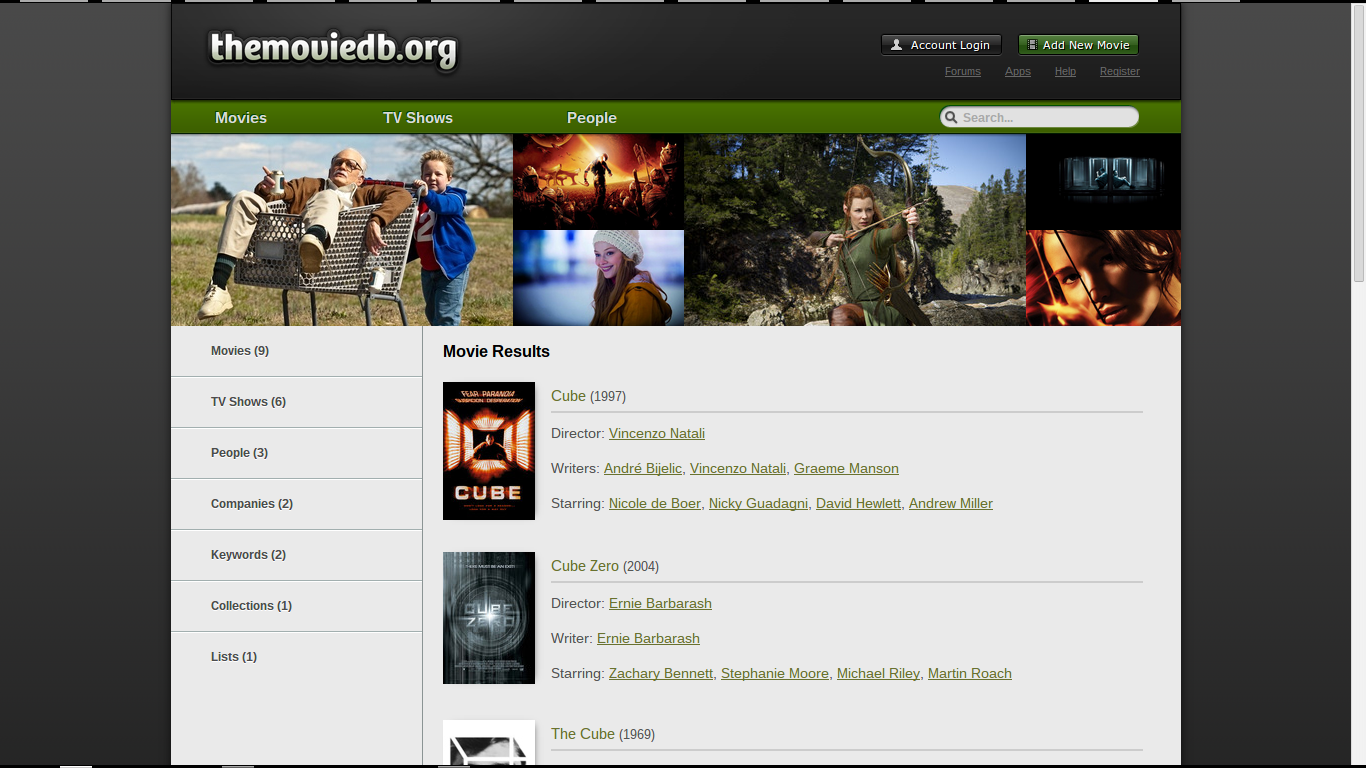 themoviedb.org
Account Login
Add New Movie
Forums
Apps
Help
Register
Movies
TV Shows
People
Search...
Movies (9)
TV Shows (6)
People (3)
Companies (2)
Keywords (2)
Collections (1)
Lists (1)
Movie Results
FEAR PARANOIA
CUBE
Cube (1997)
Director: Vincenzo Natali
Writers: André Bijelic, Vincenzo Natali, Graeme Manson
Starring: Nicole de Boer, Nicky Guadagni, David Hewlett, Andrew Miller
CUBE
ZERO
Cube Zero (2004)
Director: Ernie Barbarash
Writer: Ernie Barbarash
Starring: Zachary Bennett, Stephanie Moore, Michael Riley, Martin Roach
The Cube (1969)